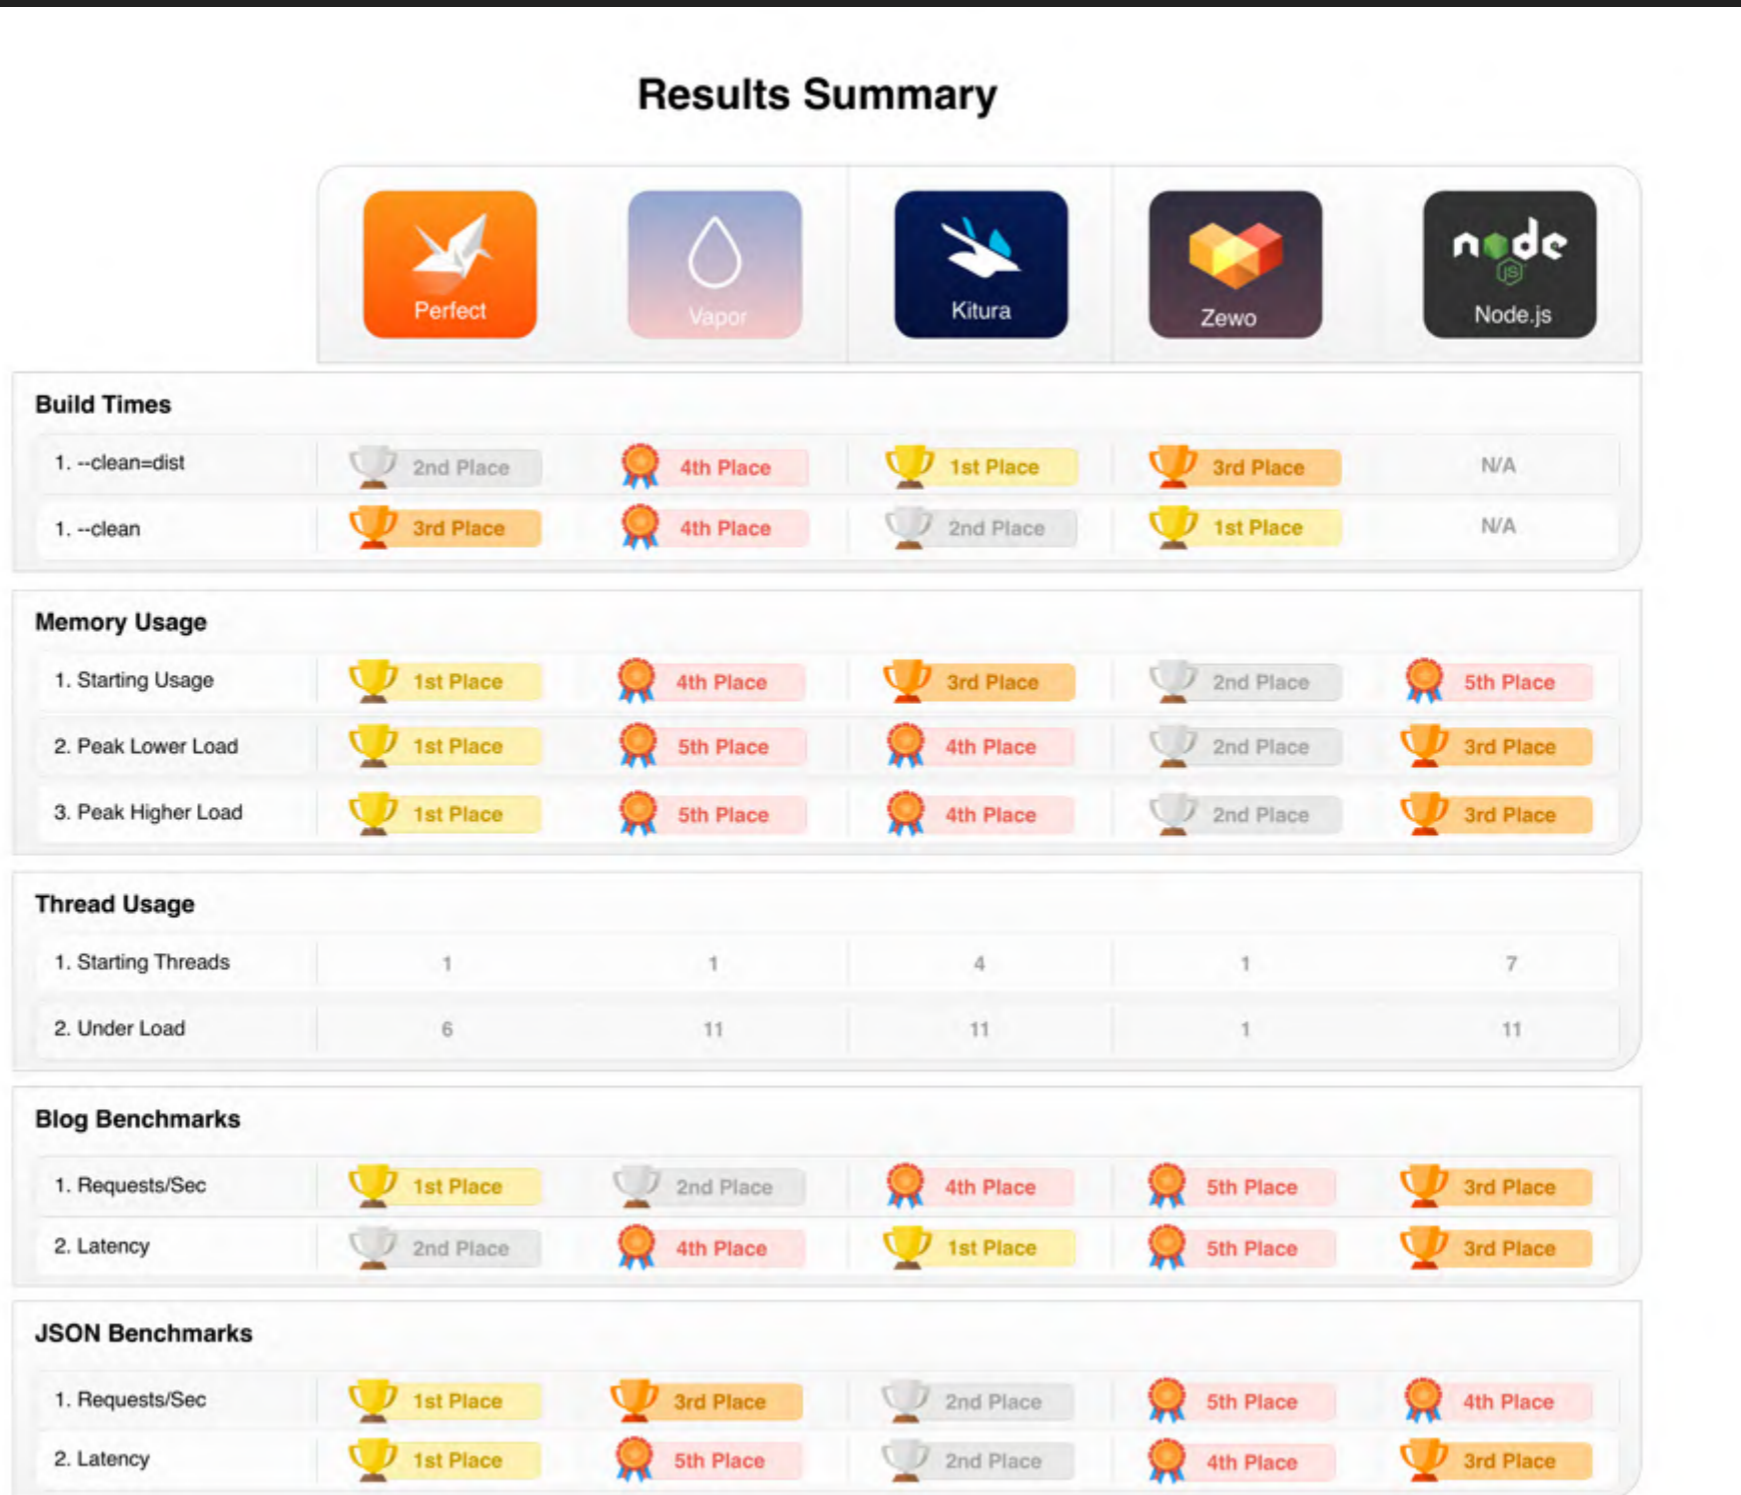 Results Summary
Perfect Vapor Kitura Zewo node JS Node.js
Build Times
1. --clean=dist 2nd Place 4th Place 1st Place 3rd Place N/A
1. --clean 3rd Place 4th Place 2nd Place 1st Place N/A
Memory Usage
1. Starting Usage 1st Place 4th Place 3rd Place 2nd Place 5th Place
2. Peak Lower Load 1st Place 5th Place 4th Place 2nd Place 3rd Place
3. Peak Higher Load 1st Place 5th Place 4th Place 2nd Place 3rd Place
Thread Usage
1. Starting Threads 1 1 4 1 7
2. Under Load 6 11 11 1 11
Blog Benchmarks
1. Requests/Sec 1st Place 2nd Place 4th Place 5th Place 3rd Place
2. Latency 2nd Place 4th Place 1st Place 5th Place 3rd Place
JSON Benchmarks
1. Requests/Sec 1st Place 3rd Place 2nd Place 5th Place 4th Place
2. Latency 1st Place 5th Place 2nd Place 4th Place 3rd Place